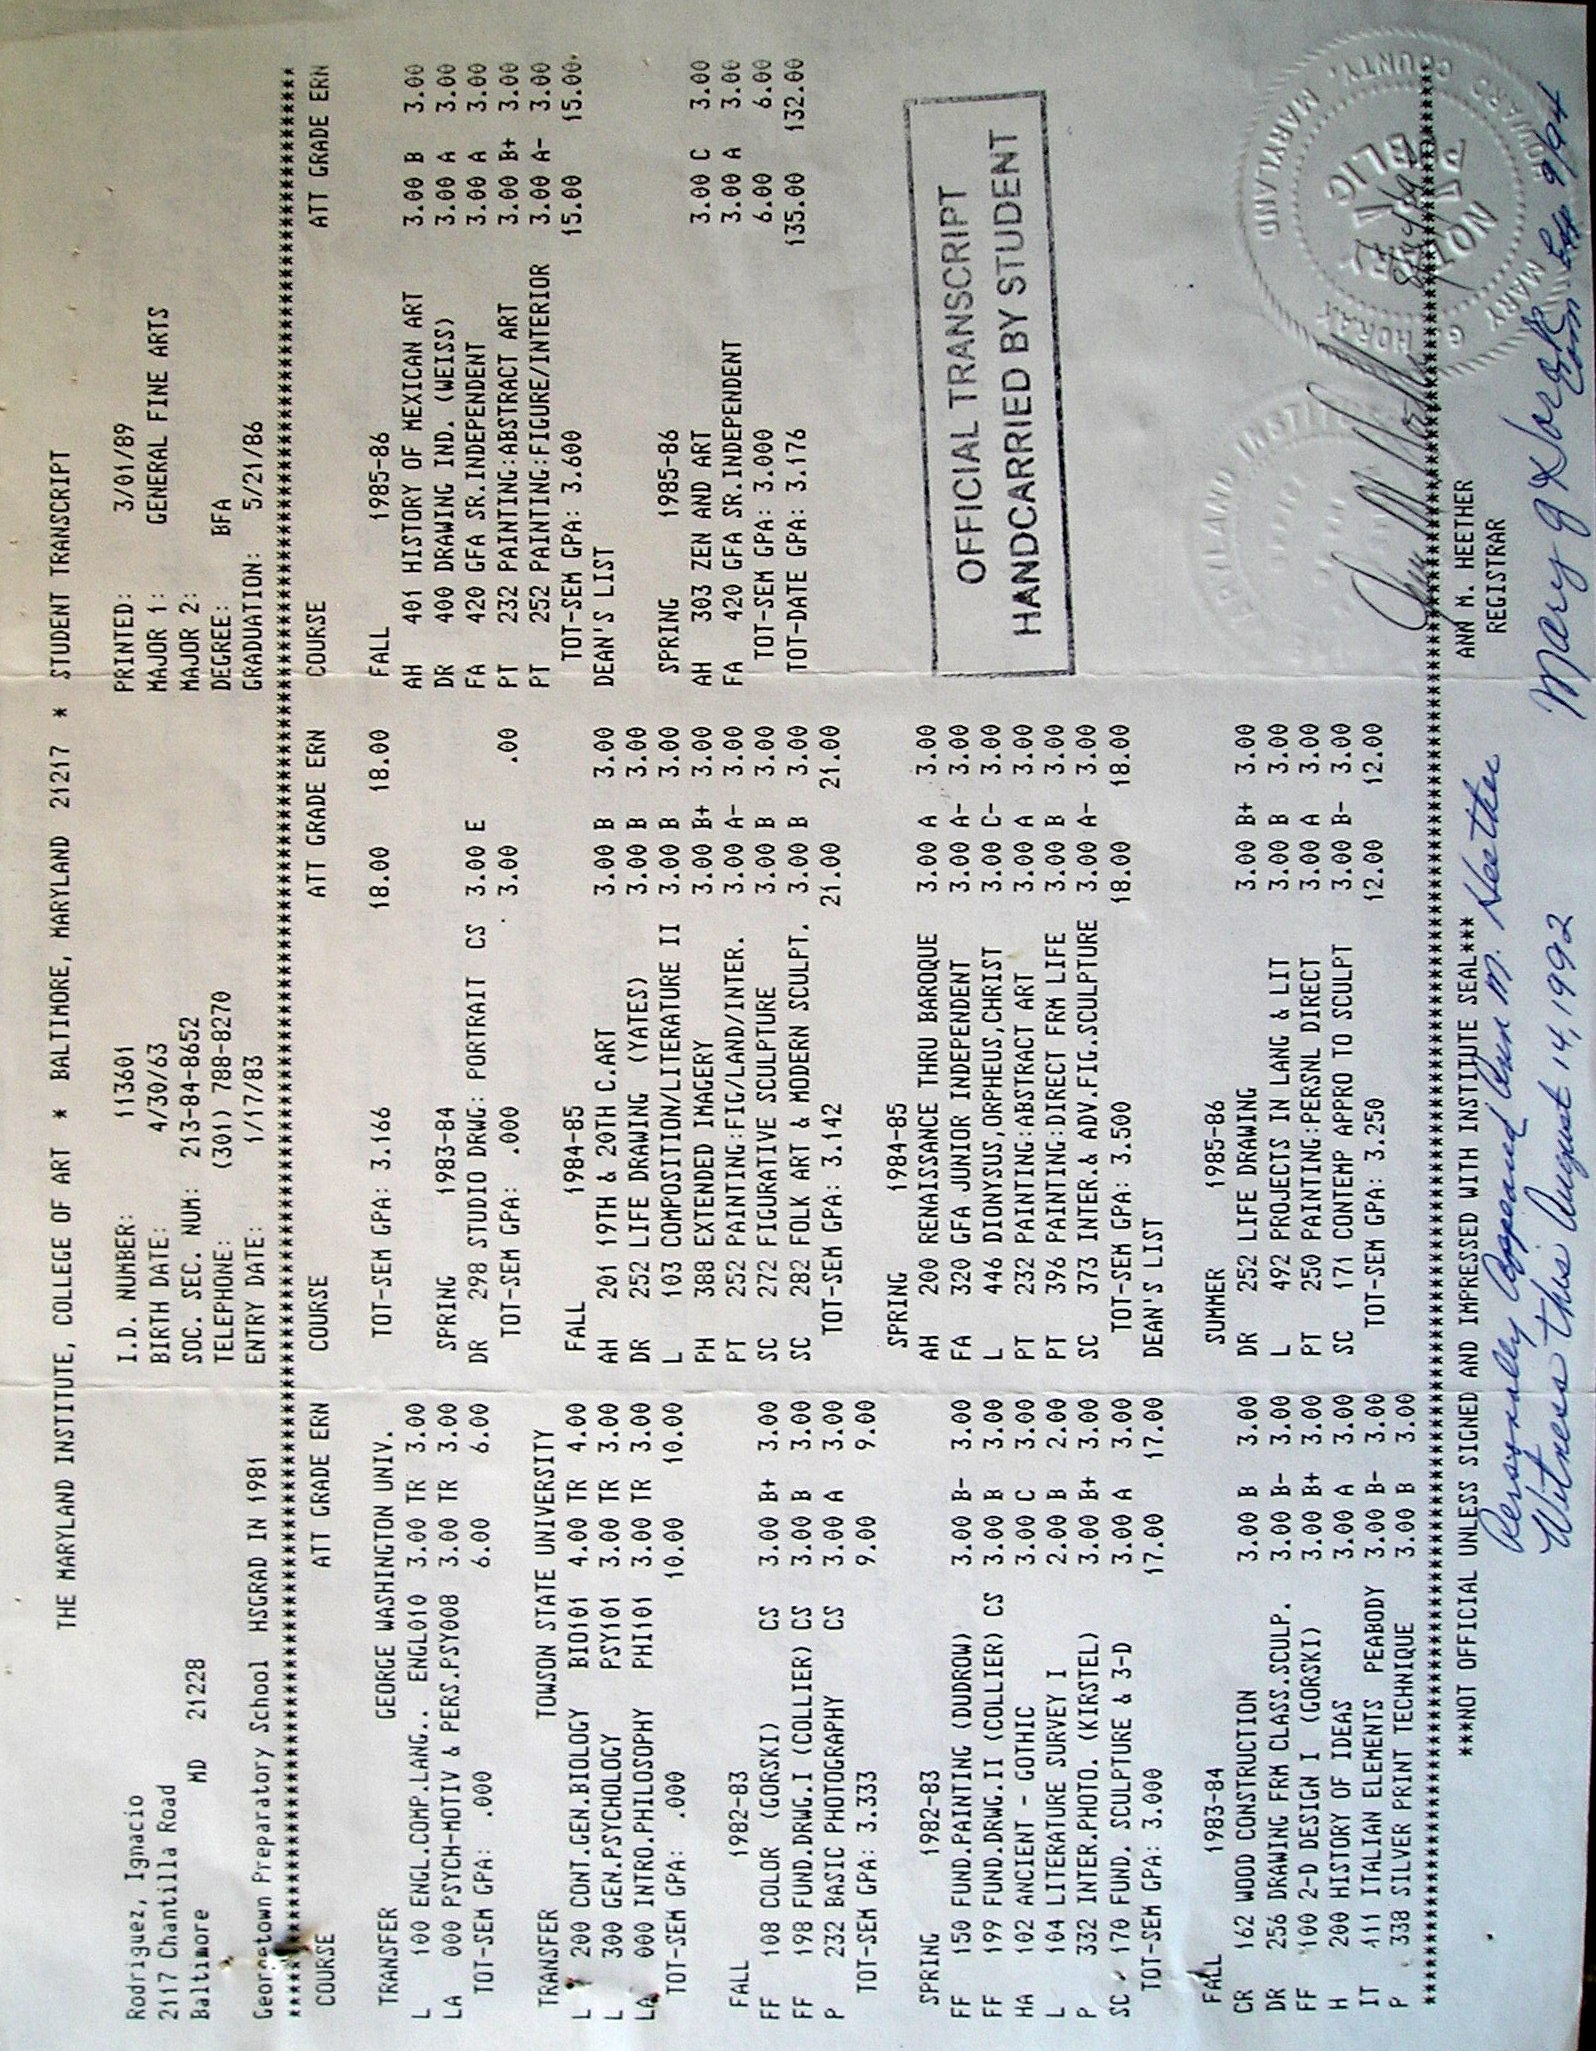 THE MARYLAND INSTITUTE, COLLEGE OF ART * BALTIMORE, MARYLAND 21217 * STUDENT TRANSCRIPT
Rodriguez, Ignacio
2117 Chantilla Road
Baltimore MD 21228
Georgetown Preparatory School HSGRAD IN 1981
I.D. NUMBER: 113601
BIRTH DATE: 4/30/63
SOC. SEC. NUM: 213-84-8652
TELEPHONE: (301) 788-8270
ENTRY DATE: 1/17/83
PRINTED: 3/01/89
MAJOR 1: GENERAL FINE ARTS
MAJOR 2:
DEGREE: BFA
GRADUATION: 5/21/86
COURSE ATT GRADE ERN
TRANSFER GEORGE WASHINGTON UNIV.
L 100 ENGL.COMP.LANG.. ENGL010 3.00 TR 3.00
LA 000 PSYCH-MOTIV & PERS.PSY008 3.00 TR 3.00
TOT-SEM GPA: .000 6.00 6.00
TRANSFER TOWSON STATE UNIVERSITY
L 200 CONT.GEN.BIOLOGY BIO101 4.00 TR 4.00
L 300 GEN.PSYCHOLOGY PSY101 3.00 TR 3.00
LA 000 INTRO.PHILOSOPHY PHI101 3.00 TR 3.00
TOT-SEM GPA: .000 10.00 10.00
FALL 1982-83
FF 108 COLOR (GORSKI) CS 3.00 B+ 3.00
FF 198 FUND.DRWG.I (COLLIER) CS 3.00 B 3.00
P 232 BASIC PHOTOGRAPHY CS 3.00 A 3.00
TOT-SEM GPA: 3.333 9.00 9.00
SPRING 1982-83
FF 150 FUND.PAINTING (DUDROW) 3.00 B- 3.00
FF 199 FUND.DRWG.II (COLLIER) CS 3.00 B 3.00
HA 102 ANCIENT - GOTHIC 3.00 C 3.00
L 104 LITERATURE SURVEY I 2.00 B 2.00
P 332 INTER.PHOTO. (KIRSTEL) 3.00 B+ 3.00
SC 170 FUND. SCULPTURE & 3-D 3.00 A 3.00
TOT-SEM GPA: 3.000 17.00 17.00
FALL 1983-84
CR 162 WOOD CONSTRUCTION 3.00 B 3.00
DR 256 DRAWING FRM CLASS.SCULP. 3.00 B- 3.00
FF 100 2-D DESIGN I (GORSKI) 3.00 B+ 3.00
H 200 HISTORY OF IDEAS 3.00 A 3.00
IT 411 ITALIAN ELEMENTS PEABODY 3.00 B- 3.00
P 338 SILVER PRINT TECHNIQUE 3.00 B 3.00
COURSE ATT GRADE ERN
TOT-SEM GPA: 3.166 18.00 18.00
SPRING 1983-84
DR 298 STUDIO DRWG: PORTRAIT CS 3.00 E
TOT-SEM GPA: .000 3.00 .00
FALL 1984-85
AH 201 19TH & 20TH C.ART 3.00 B 3.00
DR 252 LIFE DRAWING (YATES) 3.00 B 3.00
L 103 COMPOSITION/LITERATURE II 3.00 B 3.00
PH 388 EXTENDED IMAGERY 3.00 B+ 3.00
PT 252 PAINTING:FIG/LAND/INTER. 3.00 A- 3.00
SC 272 FIGURATIVE SCULPTURE 3.00 B 3.00
SC 282 FOLK ART & MODERN SCULPT. 3.00 B 3.00
TOT-SEM GPA: 3.142 21.00 21.00
SPRING 1984-85
AH 200 RENAISSANCE THRU BAROQUE 3.00 A 3.00
FA 320 GFA JUNIOR INDEPENDENT 3.00 A- 3.00
L 446 DIONYSUS,ORPHEUS,CHRIST 3.00 C- 3.00
PT 232 PAINTING:ABSTRACT ART 3.00 A 3.00
PT 396 PAINTING:DIRECT FRM LIFE 3.00 B 3.00
SC 373 INTER.& ADV.FIG.SCULPTURE 3.00 A- 3.00
TOT-SEM GPA: 3.500 18.00 18.00
DEAN'S LIST
SUMMER 1985-86
DR 252 LIFE DRAWING 3.00 B+ 3.00
L 492 PROJECTS IN LANG & LIT 3.00 B 3.00
PT 250 PAINTING:PERSNL DIRECT 3.00 A 3.00
SC 171 CONTEMP APPRO TO SCULPT 3.00 B- 3.00
TOT-SEM GPA: 3.250 12.00 12.00
COURSE ATT GRADE ERN
FALL 1985-86
AH 401 HISTORY OF MEXICAN ART 3.00 B 3.00
DR 400 DRAWING IND. (WEISS) 3.00 A 3.00
FA 420 GFA SR.INDEPENDENT 3.00 A 3.00
PT 232 PAINTING:ABSTRACT ART 3.00 B+ 3.00
PT 252 PAINTING:FIGURE/INTERIOR 3.00 A- 3.00
TOT-SEM GPA: 3.600 15.00 15.00
DEAN'S LIST
SPRING 1985-86
AH 303 ZEN AND ART 3.00 C 3.00
FA 420 GFA SR.INDEPENDENT 3.00 A 3.00
TOT-SEM GPA: 3.000 6.00 6.00
TOT-DATE GPA: 3.176 135.00 132.00
OFFICIAL TRANSCRIPT
HANDCARRIED BY STUDENT
***NOT OFFICIAL UNLESS SIGNED AND IMPRESSED WITH INSTITUTE SEAL***
ANN M. HEETHER
REGISTRAR
MARY G HORAK
NOTARY PUBLIC
HOWARD COUNTY, MARYLAND
Personally appeared Ann M. Heether
Witness this August 14, 1992
Mary G Horak
9/94